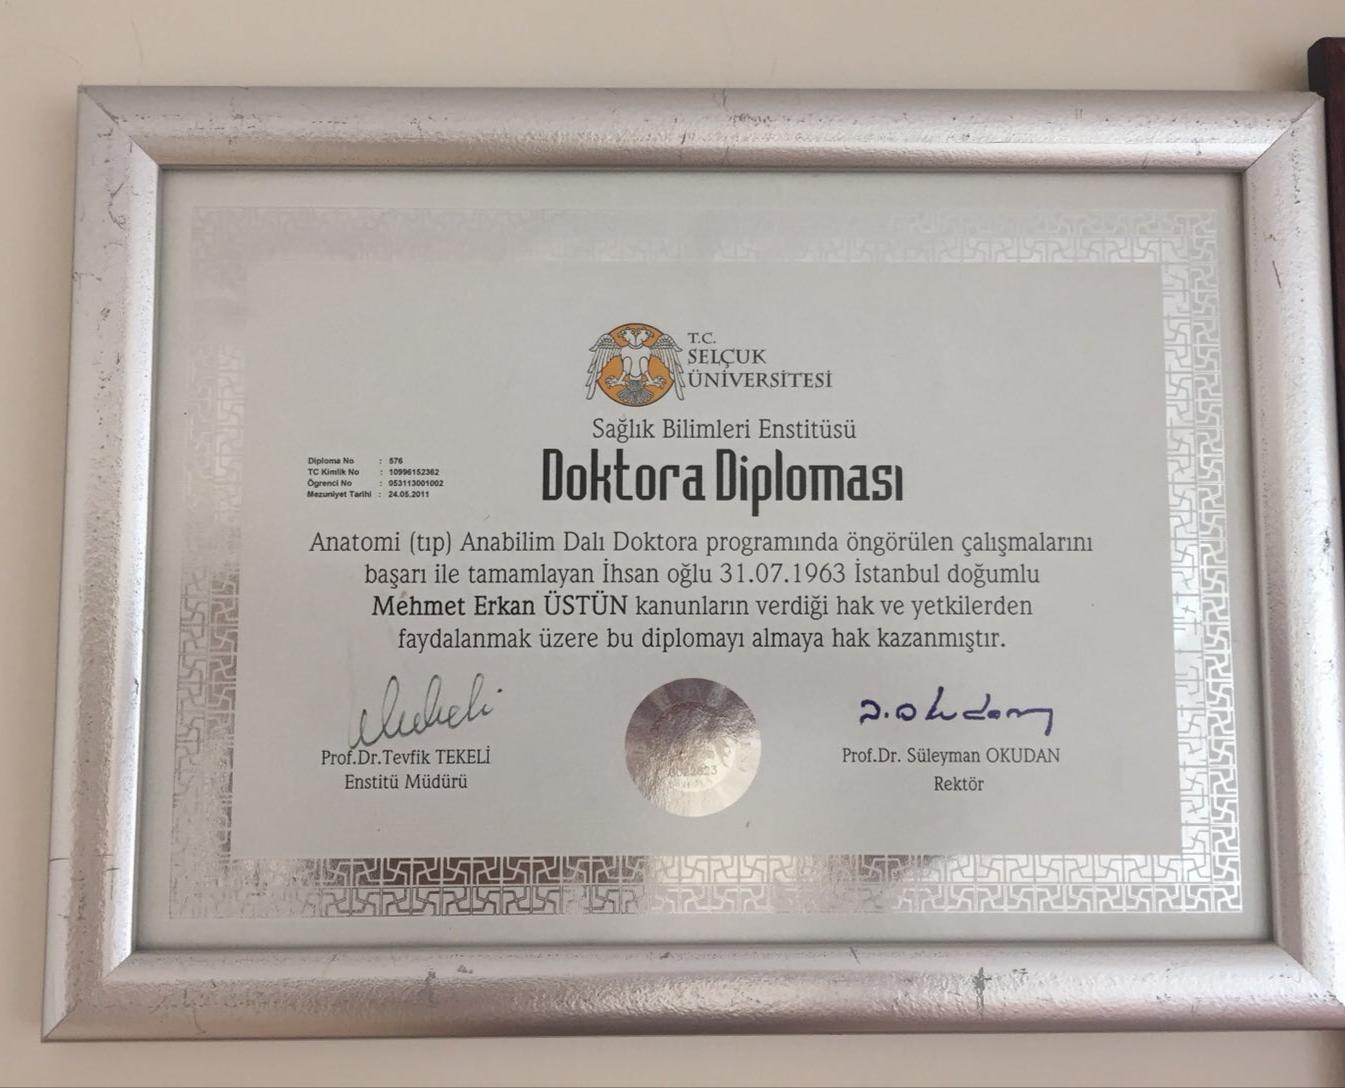 T.C.
SELÇUK
ÜNİVERSİTESİ
Sağlık Bilimleri Enstitüsü
Doktora Diploması
Diploma No : 576
TC Kimlik No : 10996152362
Ögrenci No : 053113001002
Mezuniyet Tarihi : 24.05.2011
Anatomi (tıp) Anabilim Dalı Doktora programında öngörülen çalışmalarını
başarı ile tamamlayan İhsan oğlu 31.07.1963 İstanbul doğumlu
Mehmet Erkan ÜSTÜN kanunların verdiği hak ve yetkilerden
faydalanmak üzere bu diplomayı almaya hak kazanmıştır.
Prof.Dr.Tevfik TEKELİ
Enstitü Müdürü
Prof.Dr. Süleyman OKUDAN
Rektör